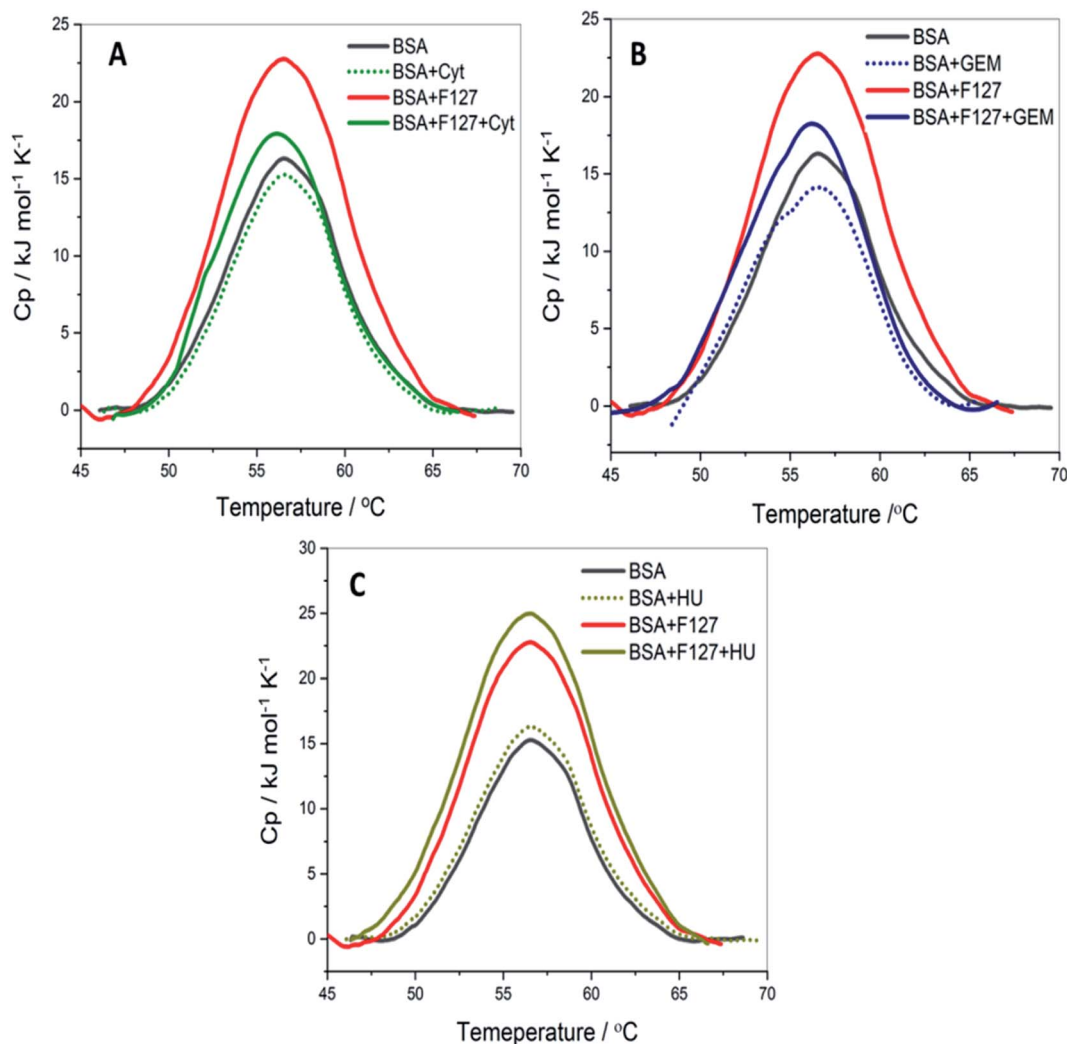 A
BSA
BSA+Cyt
BSA+F127
BSA+F127+Cyt
25
20
15
10
5
0
Cp / kJ mol⁻¹ K⁻¹
45 50 55 60 65 70
Temperature / ºC
B
BSA
BSA+GEM
BSA+F127
BSA+F127+GEM
25
20
15
10
5
0
Cp / kJ mol⁻¹ K⁻¹
45 50 55 60 65 70
Temperature /ºC
C
BSA
BSA+HU
BSA+F127
BSA+F127+HU
30
25
20
15
10
5
0
Cp / kJ mol⁻¹ K⁻¹
45 50 55 60 65 70
Temeperature / ºC